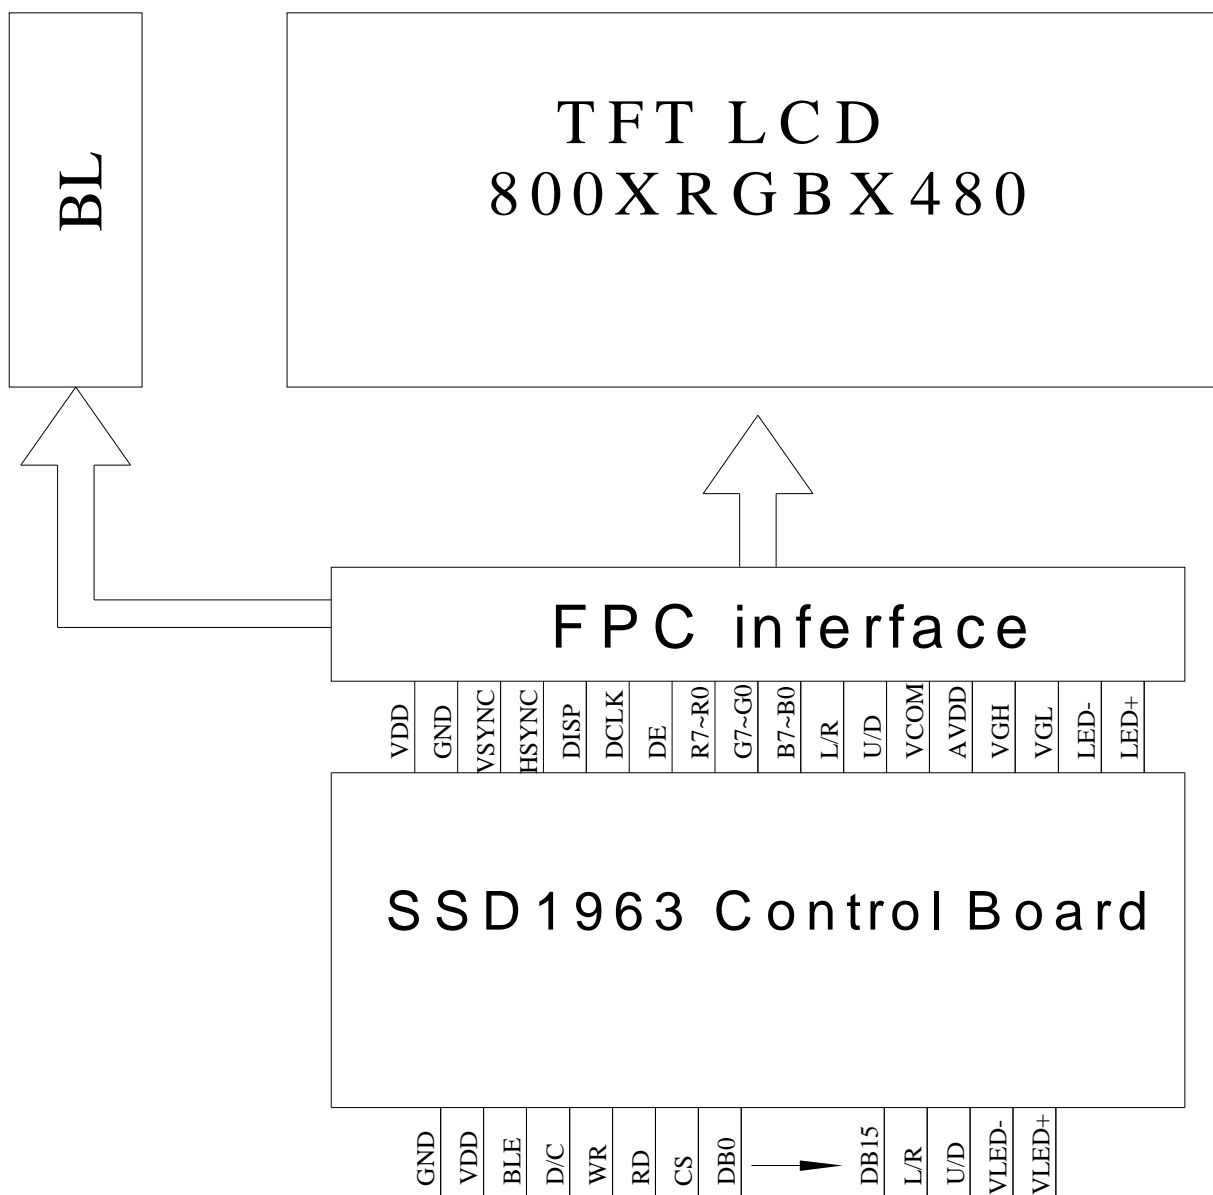 BL
TFT LCD
800XRGBX480
FPC inferface
VDD
GND
VSYNC
HSYNC
DISP
DCLK
DE
R7~R0
G7~G0
B7~B0
L/R
U/D
VCOM
AVDD
VGH
VGL
LED-
LED+
SSD1963 Control Board
GND
VDD
BLE
D/C
WR
RD
CS
DB0
DB15
L/R
U/D
VLED-
VLED+